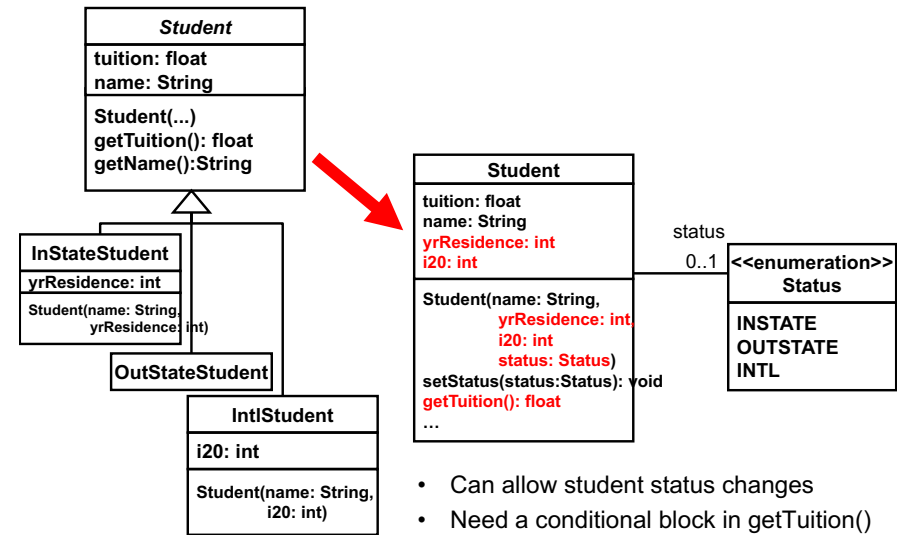 Student
tuition: float
name: String
Student(...)
getTuition(): float
getName():String
InStateStudent
yrResidence: int
Student(name: String,
yrResidence: int)
OutStateStudent
IntlStudent
i20: int
Student(name: String,
i20: int)
Student
tuition: float
name: String
yrResidence: int
i20: int
Student(name: String,
yrResidence: int,
i20: int
status: Status)
setStatus(status:Status): void
getTuition(): float
…
status
0..1
<<enumeration>>
Status
INSTATE
OUTSTATE
INTL
• Can allow student status changes
• Need a conditional block in getTuition()